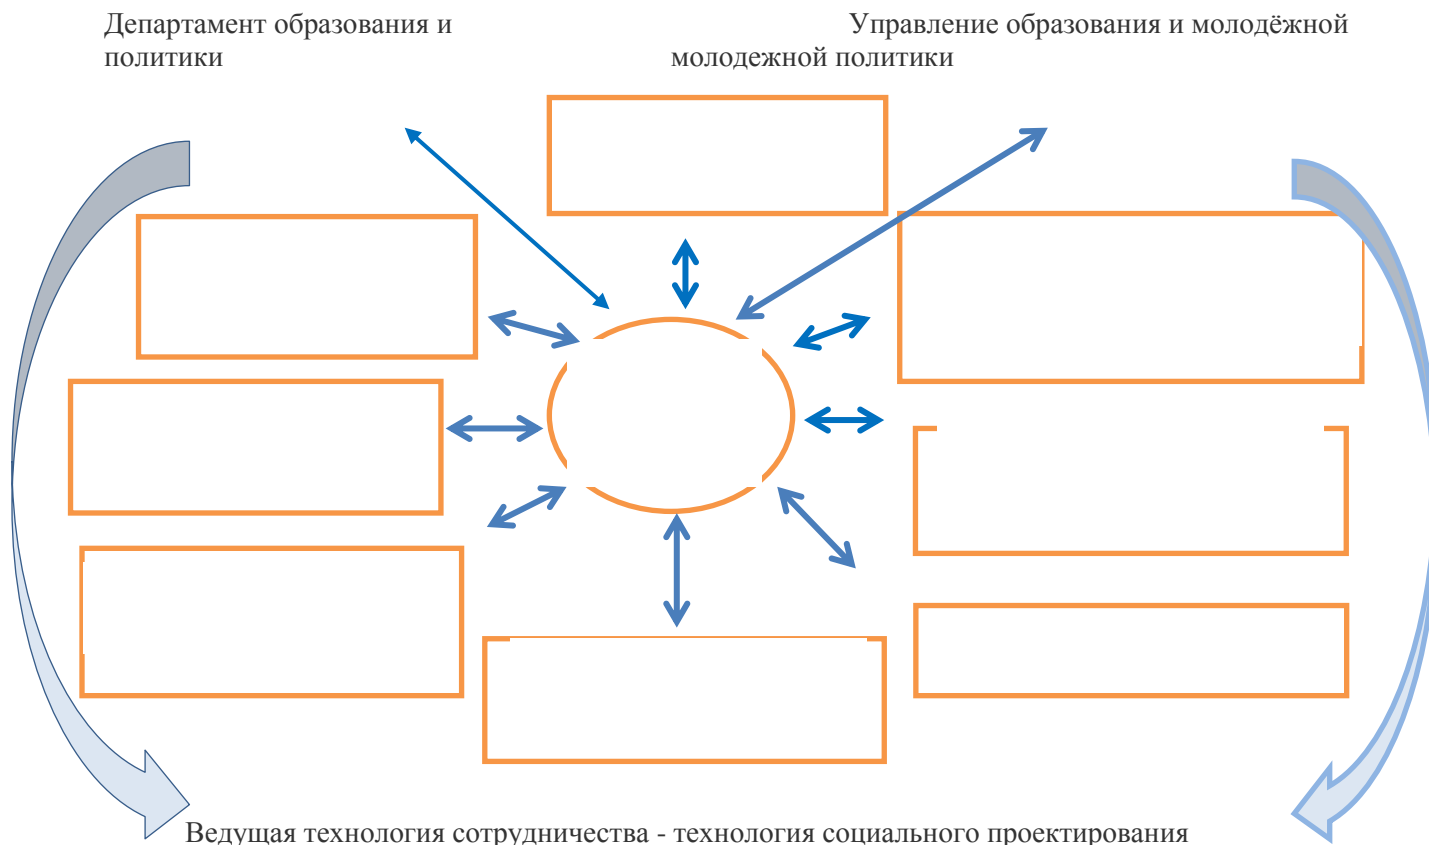 Департамент образования и Управление образования и молодёжной
политики молодежной политики
Ведущая технология сотрудничества - технология социального проектирования